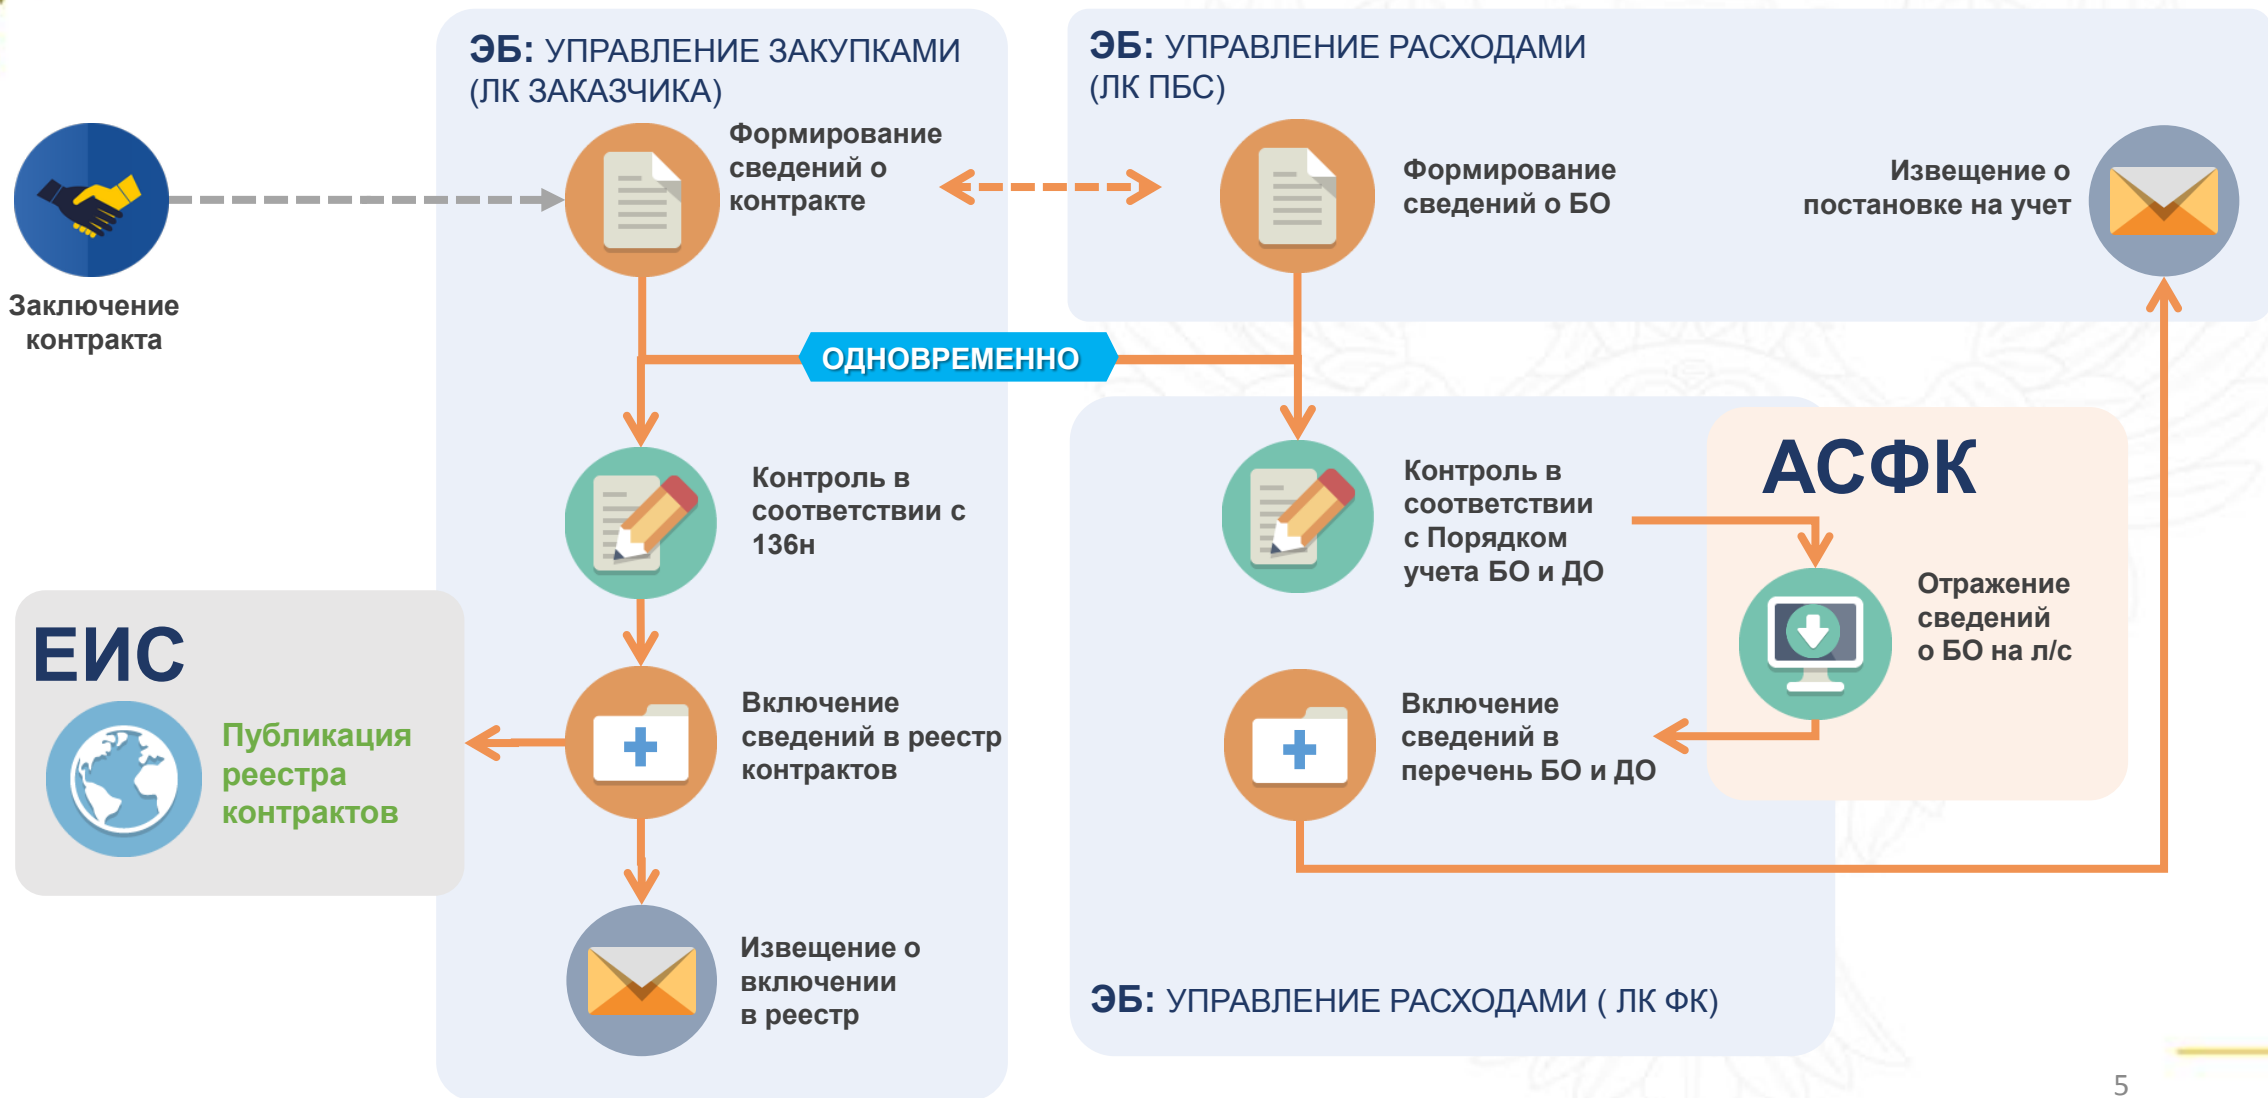 ЭБ: УПРАВЛЕНИЕ ЗАКУПКАМИ
(ЛК ЗАКАЗЧИКА)
ЭБ: УПРАВЛЕНИЕ РАСХОДАМИ
(ЛК ПБС)
Заключение
контракта
Формирование
сведений о
контракте
Формирование
сведений о БО
Извещение о
постановке на учет
ОДНОВРЕМЕННО
Контроль в
соответствии с
136н
Контроль в
соответствии
с Порядком
учета БО и ДО
АСФК
Отражение
сведений
о БО на л/с
ЕИС
Публикация
реестра
контрактов
Включение
сведений в реестр
контрактов
Включение
сведений в
перечень БО и ДО
Извещение о
включении
в реестр
ЭБ: УПРАВЛЕНИЕ РАСХОДАМИ ( ЛК ФК)
5